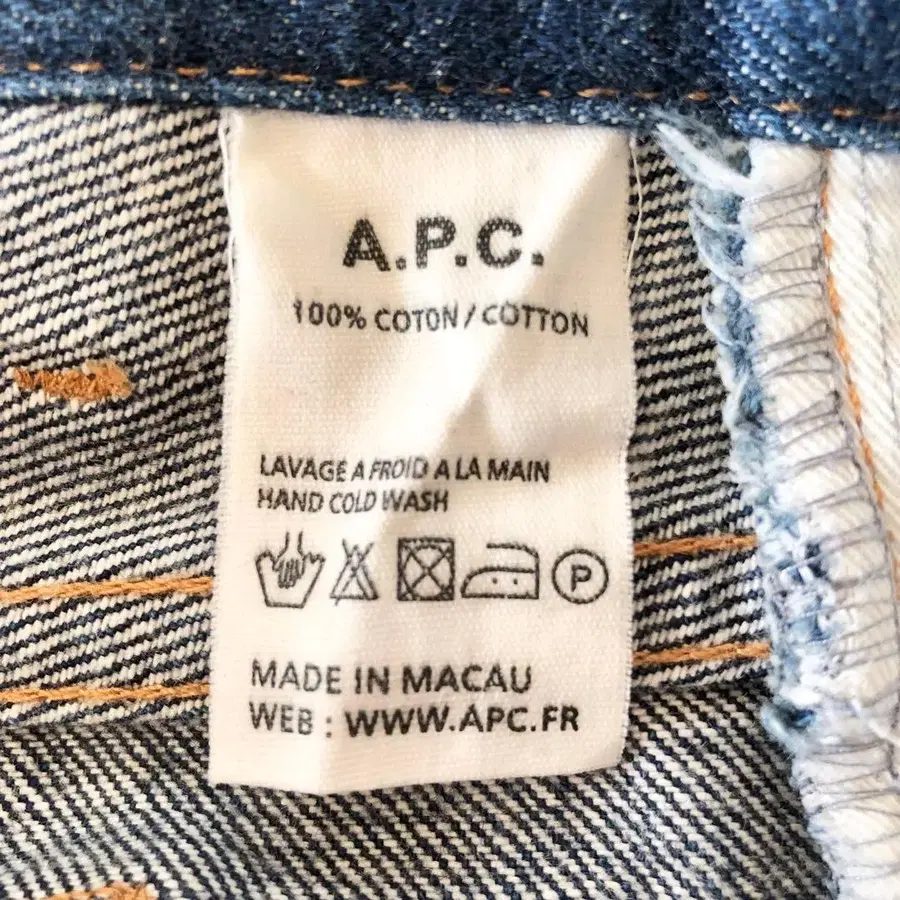 A.P.C.
100% COTON / COTTON
LAVAGE A FROID A LA MAIN
HAND COLD WASH
P
MADE IN MACAU
WEB : WWW.APC.FR